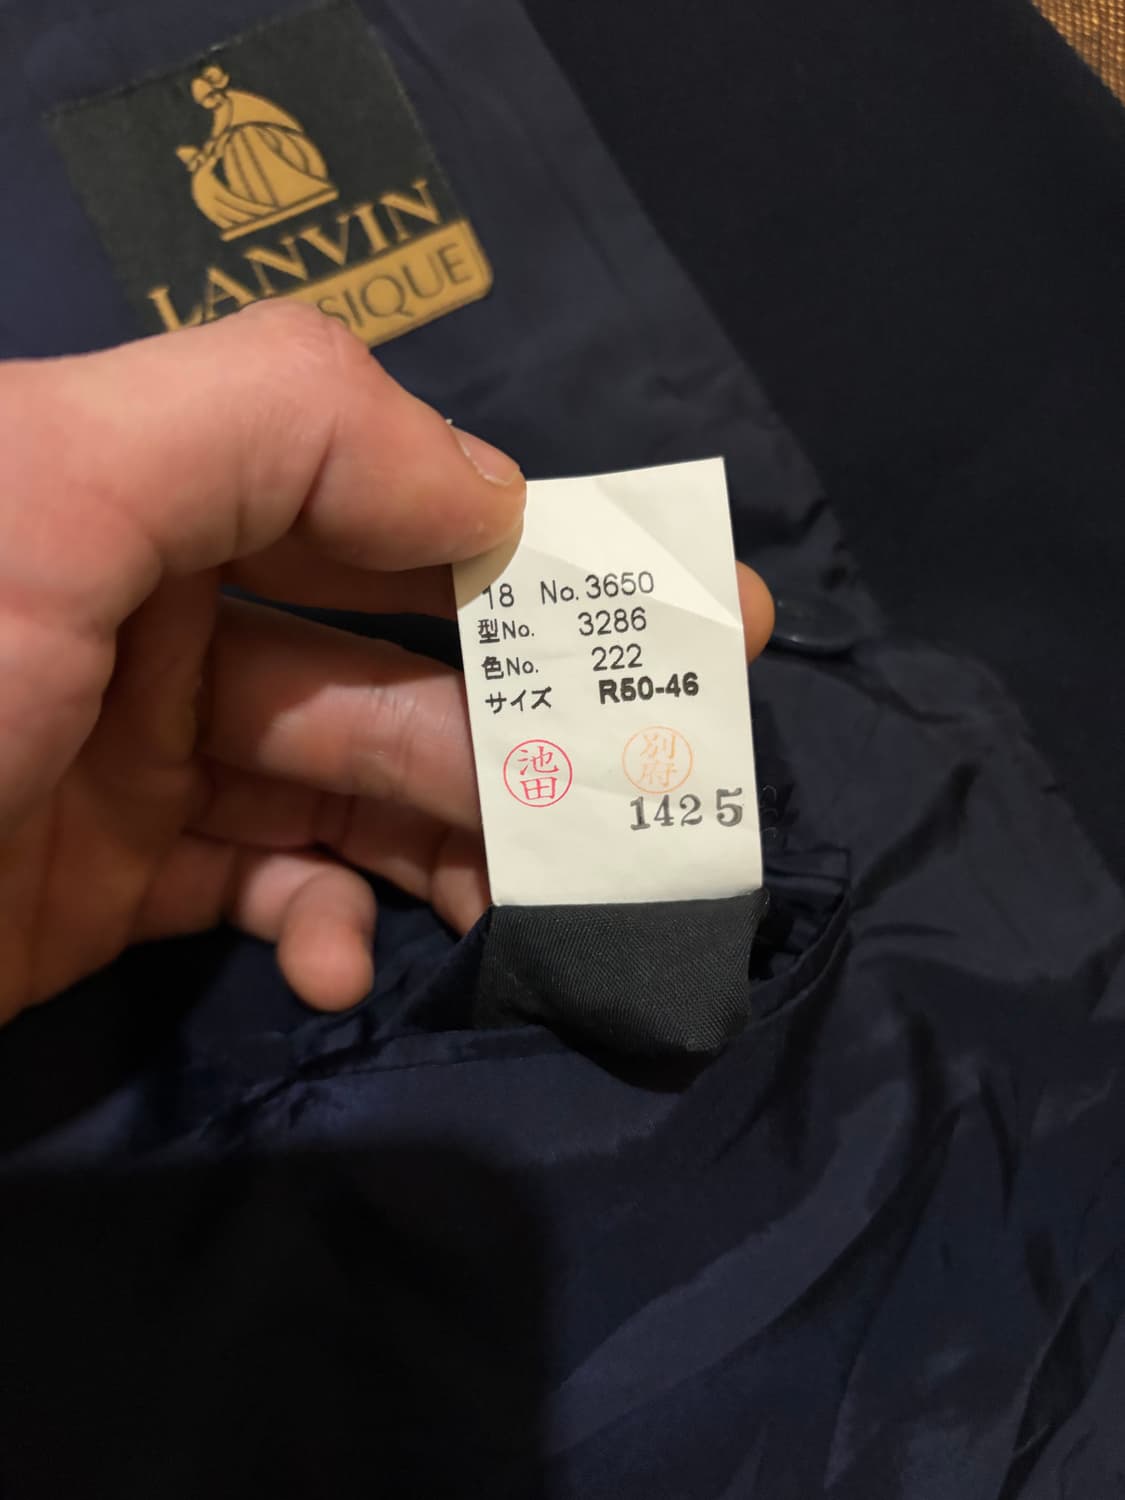 LANVIN
SIQUE
18 No. 3650
型No. 3286
色No. 222
サイズ R50-46
池田
別府
1425